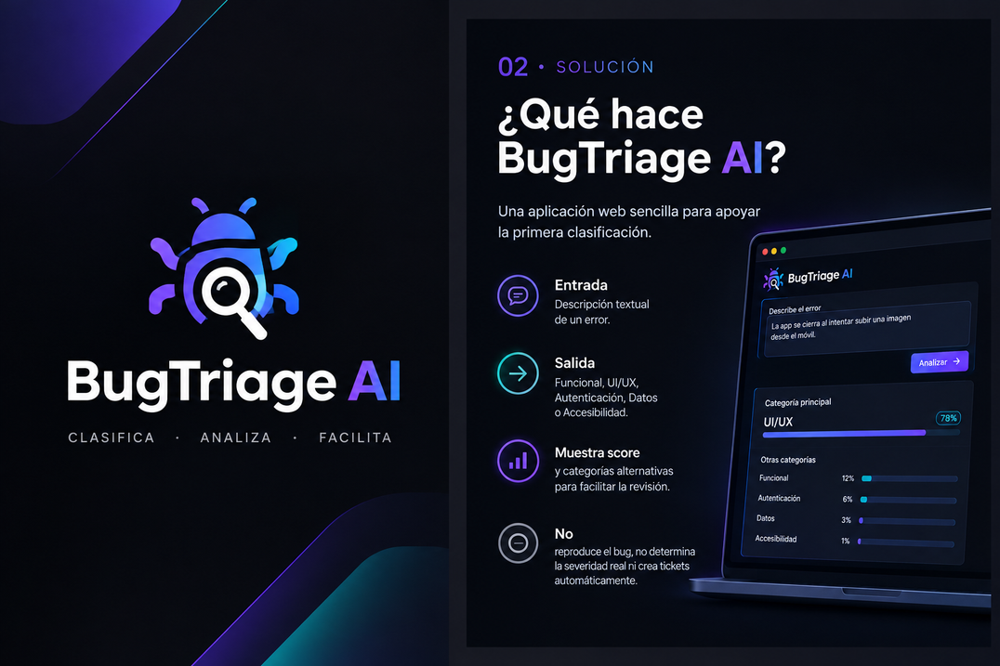 BugTriage AI
CLASIFICA · ANALIZA · FACILITA
02 • SOLUCIÓN
¿Qué hace
BugTriage AI?
Una aplicación web sencilla para apoyar
la primera clasificación.
Entrada
Descripción textual
de un error.
Salida
Funcional, UI/UX,
Autenticación, Datos
o Accesibilidad.
Muestra score
y categorías alternativas
para facilitar la revisión.
No
reproduce el bug, no determina
la severidad real ni crea tickets
automáticamente.
BugTriage AI
Describe el error
La app se cierra al intentar subir una imagen
desde el móvil.
Analizar →
Categoría principal
UI/UX 78%
Otras categorías
Funcional 12%
Autenticación 6%
Datos 3%
Accesibilidad 1%